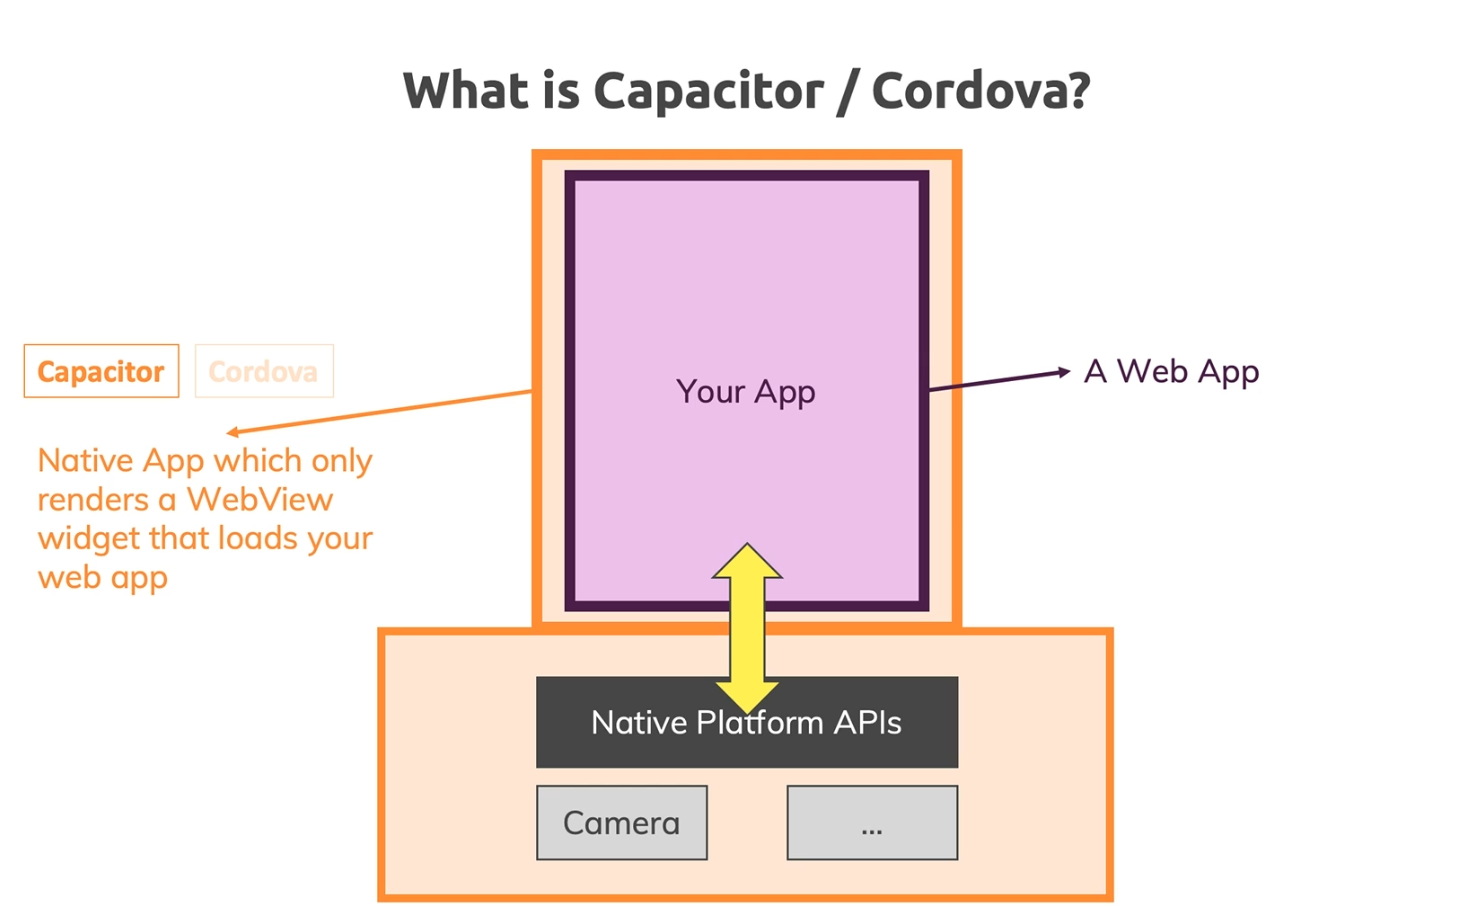 What is Capacitor / Cordova?
Capacitor
Cordova
Native App which only
renders a WebView
widget that loads your
web app
Your App
A Web App
Native Platform APIs
Camera
...